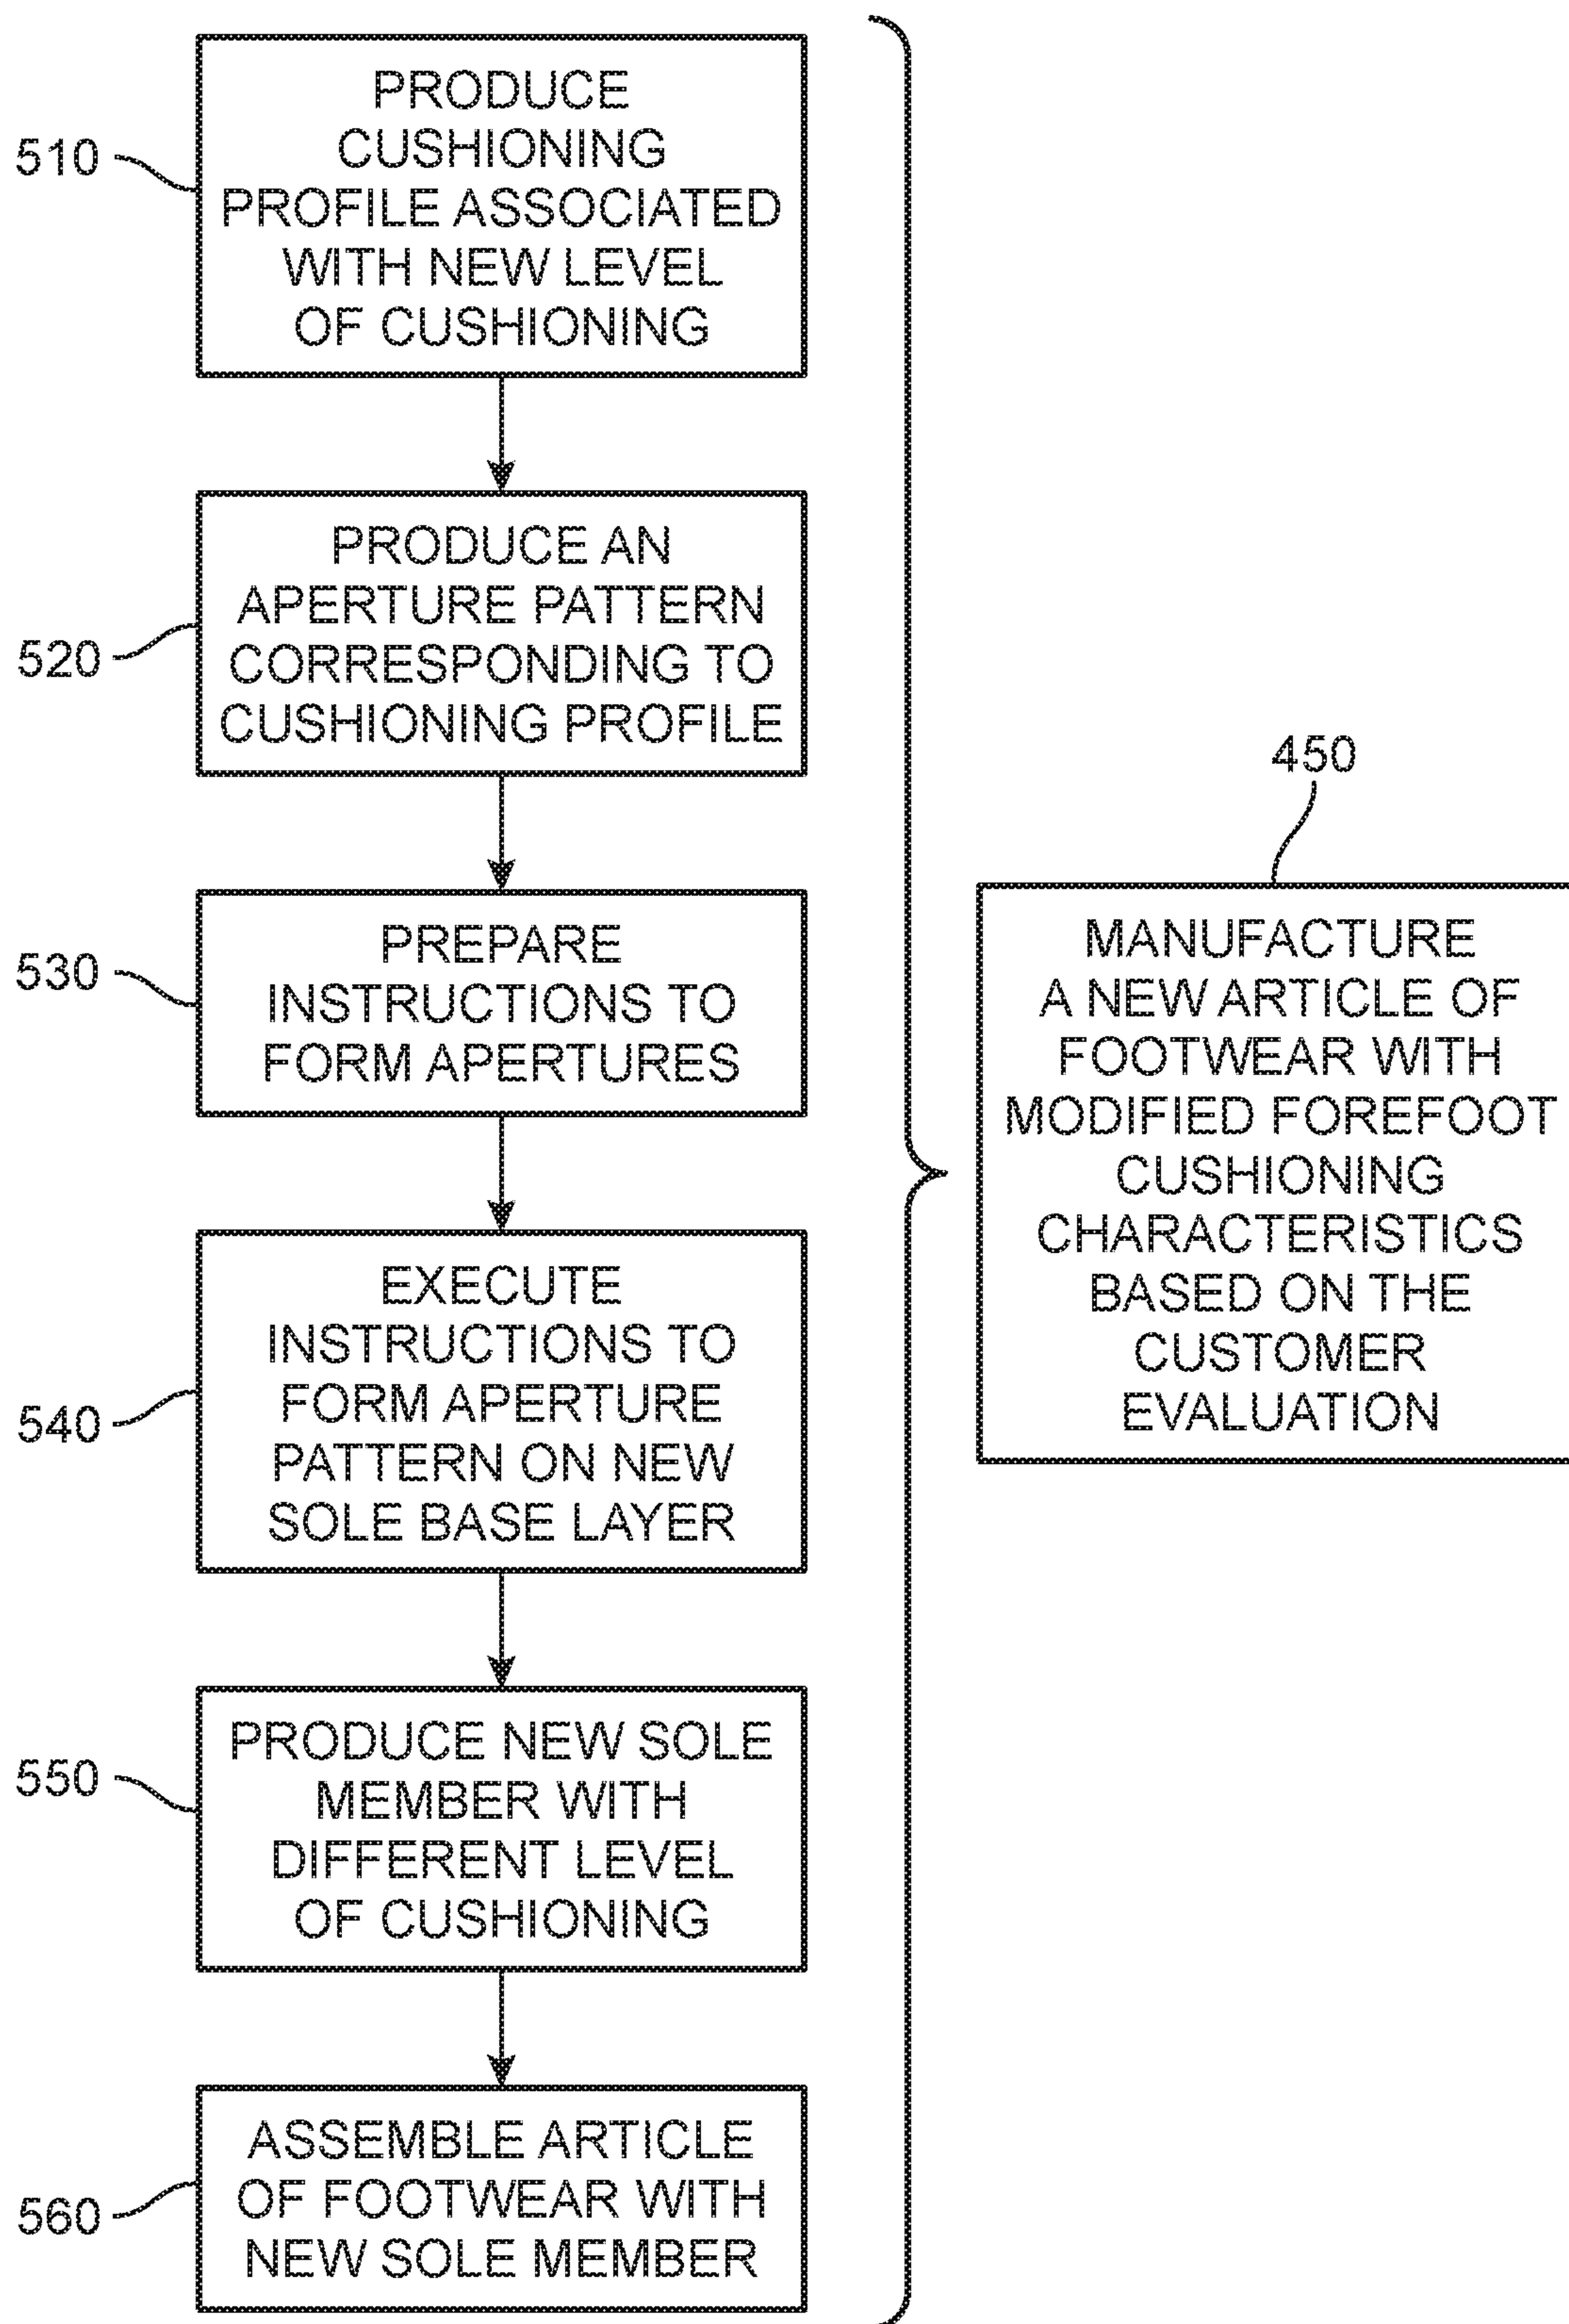 510
PRODUCE
CUSHIONING
PROFILE ASSOCIATED
WITH NEW LEVEL
OF CUSHIONING
520
PRODUCE AN
APERTURE PATTERN
CORRESPONDING TO
CUSHIONING PROFILE
530
PREPARE
INSTRUCTIONS TO
FORM APERTURES
540
EXECUTE
INSTRUCTIONS TO
FORM APERTURE
PATTERN ON NEW
SOLE BASE LAYER
550
PRODUCE NEW SOLE
MEMBER WITH
DIFFERENT LEVEL
OF CUSHIONING
560
ASSEMBLE ARTICLE
OF FOOTWEAR WITH
NEW SOLE MEMBER
450
MANUFACTURE
A NEW ARTICLE OF
FOOTWEAR WITH
MODIFIED FOREFOOT
CUSHIONING
CHARACTERISTICS
BASED ON THE
CUSTOMER
EVALUATION